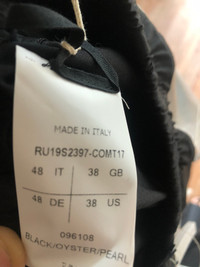 MADE IN ITALY
RU19S2397-COMT17
48 IT 38 GB
48 DE 38 US
096108
BLACK/OYSTER/PEARL